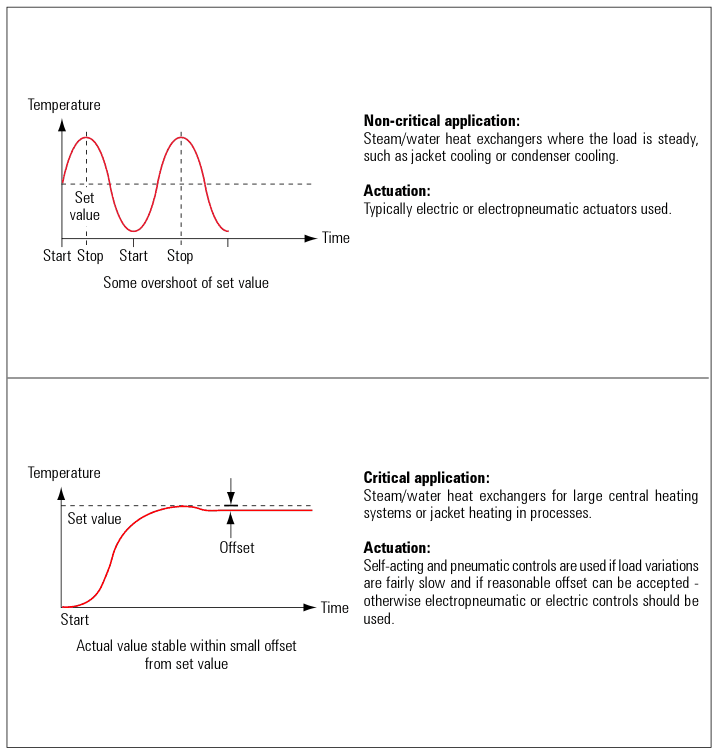 Temperature
Set
value
Time
Start Stop Start Stop
Some overshoot of set value
Non-critical application:
Steam/water heat exchangers where the load is steady,
such as jacket cooling or condenser cooling.
Actuation:
Typically electric or electropneumatic actuators used.
Temperature
Set value
Offset
Time
Start
Actual value stable within small offset
from set value
Critical application:
Steam/water heat exchangers for large central heating
systems or jacket heating in processes.
Actuation:
Self-acting and pneumatic controls are used if load variations
are fairly slow and if reasonable offset can be accepted -
otherwise electropneumatic or electric controls should be
used.